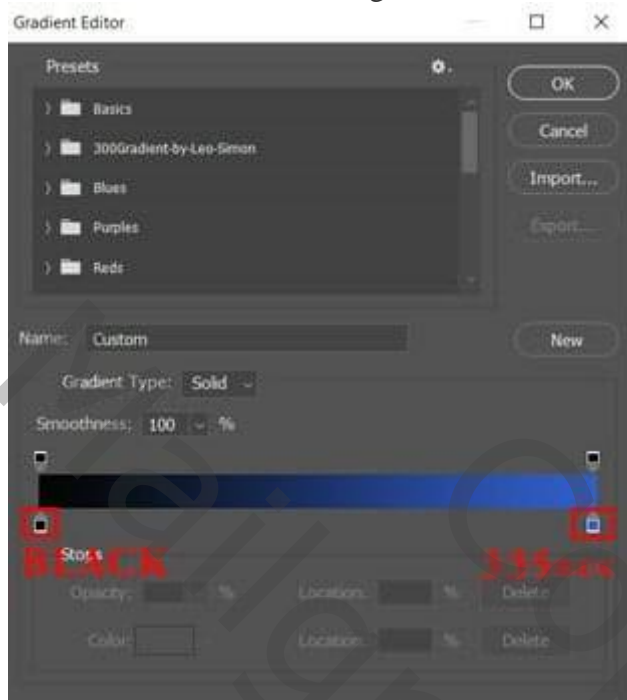 Gradient Editor
Presets
Basics
300Gradient-by-Leo-Simon
Blues
Purples
Reds
OK
Cancel
Import...
Export...
Name: Custom
New
Gradient Type: Solid
Smoothness: 100 %
BLACK
Stops
Opacity: % Location: % Delete
Color: Location: % Delete